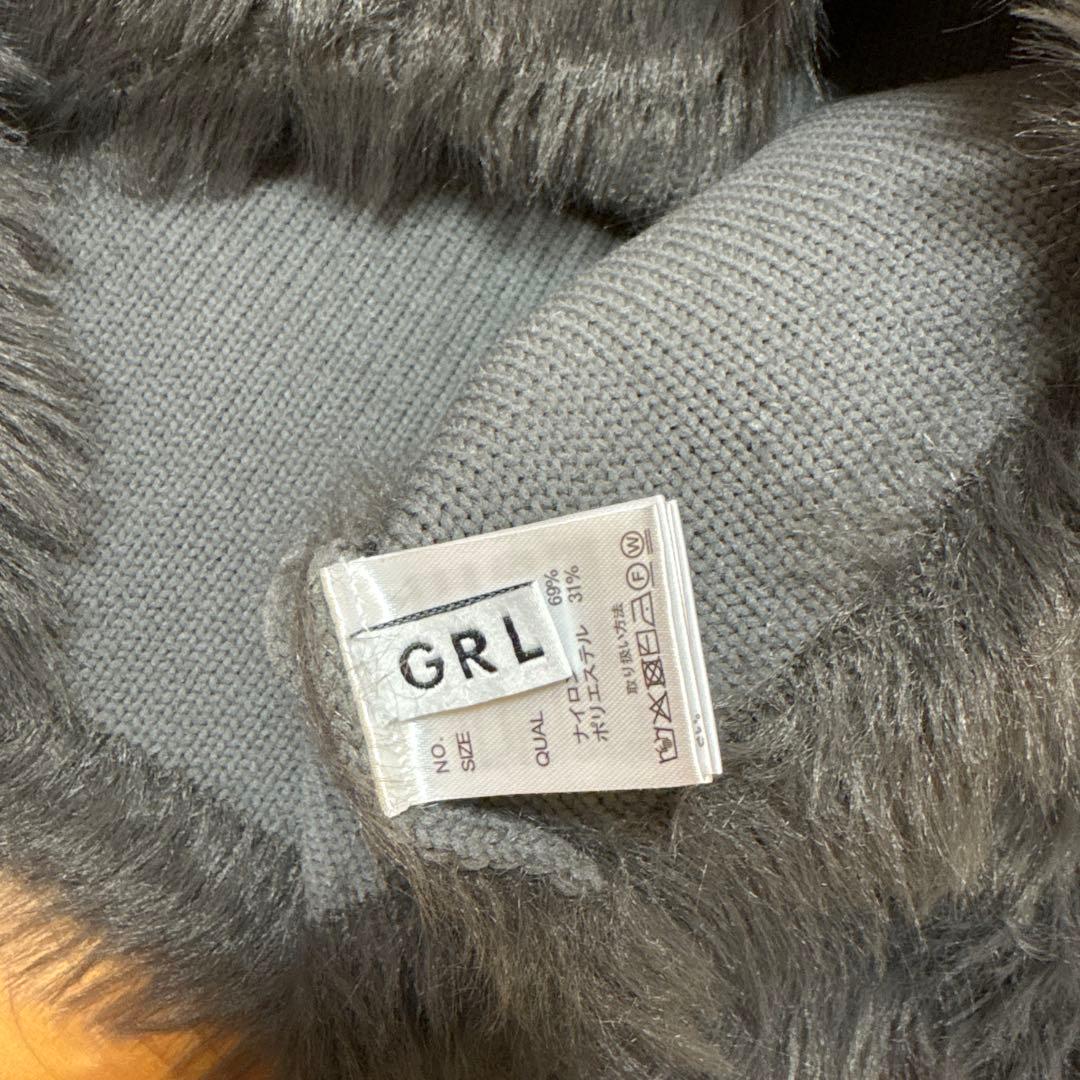 GRL
NO.
SIZE
QUAL
ナイロン 69%
ポリエステル 31%
取り扱い方法
F W